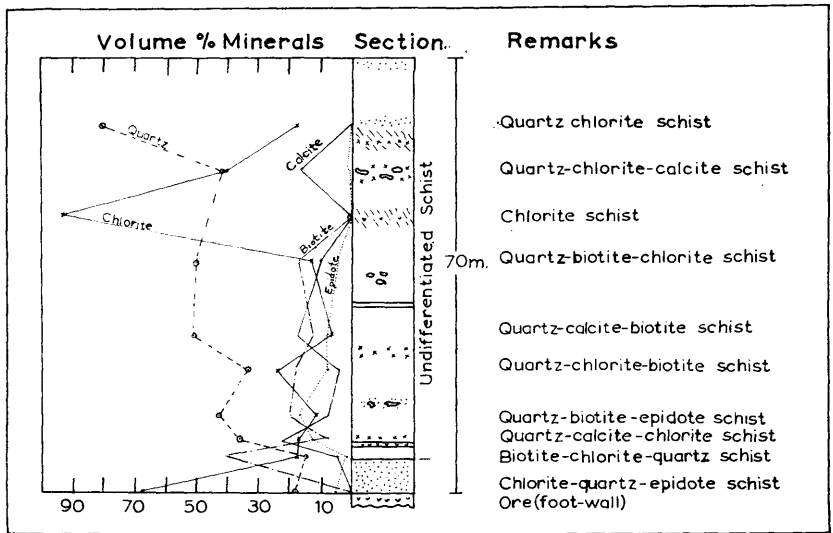 Volume % Minerals Section. Remarks
Quartz
Calcite
Chlorite
Biotite
Epidote
Undifferentiated Schist
70m.
Quartz chlorite schist
Quartz-chlorite-calcite schist
Chlorite schist
Quartz-biotite-chlorite schist
Quartz-calcite-biotite schist
Quartz-chlorite-biotite schist
Quartz-biotite-epidote schist
Quartz-calcite-chlorite schist
Biotite-chlorite-quartz schist
Chlorite-quartz-epidote schist
Ore(foot-wall)
90 70 50 30 10